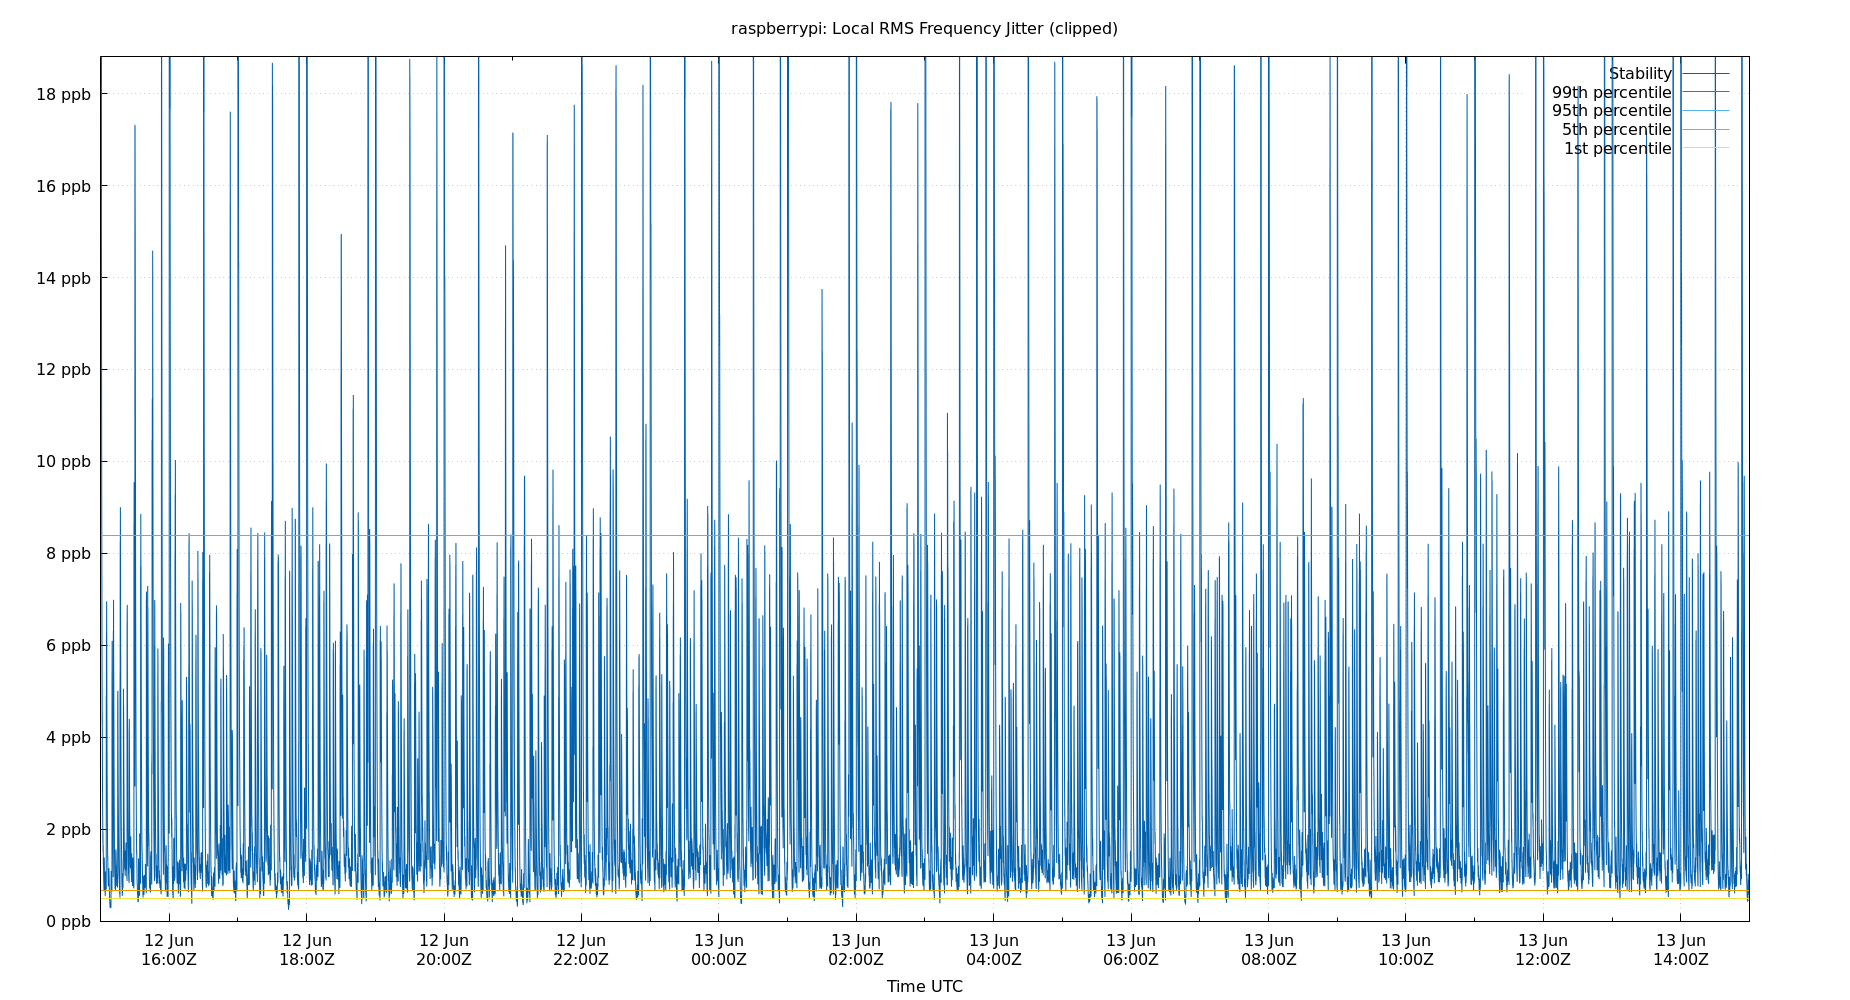 raspberrypi: Local RMS Frequency Jitter (clipped)
Stability
99th percentile
95th percentile
5th percentile
1st percentile
18 ppb
16 ppb
14 ppb
12 ppb
10 ppb
8 ppb
6 ppb
4 ppb
2 ppb
0 ppb
12 Jun 12 Jun 12 Jun 12 Jun 13 Jun 13 Jun 13 Jun 13 Jun 13 Jun 13 Jun 13 Jun 13 Jun
16:00Z 18:00Z 20:00Z 22:00Z 00:00Z 02:00Z 04:00Z 06:00Z 08:00Z 10:00Z 12:00Z 14:00Z
Time UTC